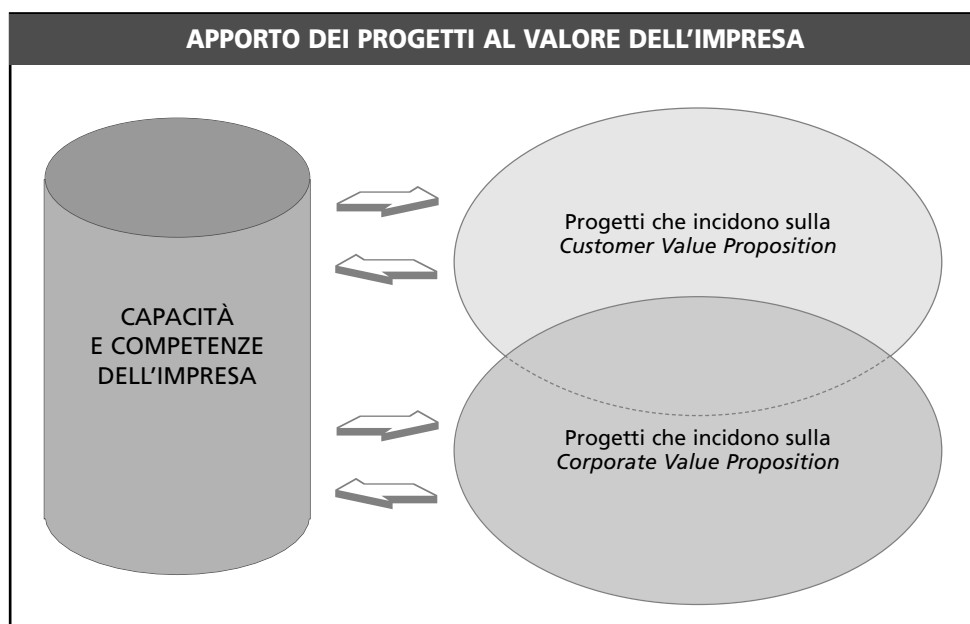 APPORTO DEI PROGETTI AL VALORE DELL'IMPRESA
CAPACITÀ
E COMPETENZE
DELL'IMPRESA
Progetti che incidono sulla
Customer Value Proposition
Progetti che incidono sulla
Corporate Value Proposition